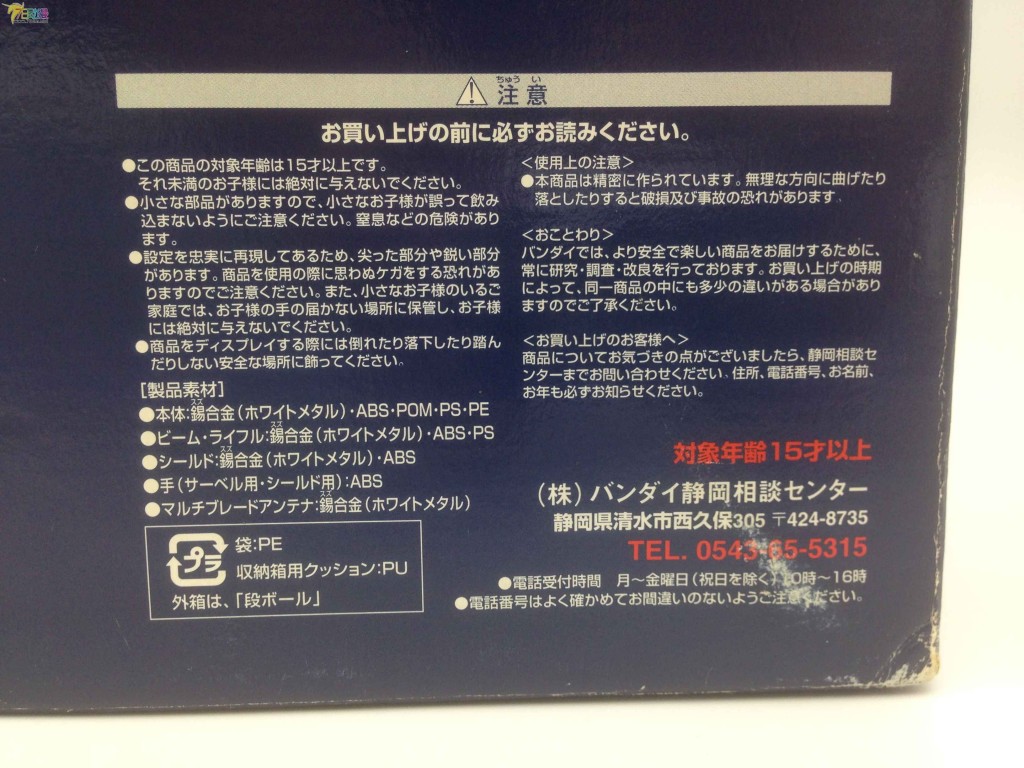 ちゅう い
注意
お買い上げの前に必ずお読みください。
●この商品の対象年齢は15才以上です。
それ未満のお子様には絶対に与えないでください。
●小さな部品がありますので、小さなお子様が誤って飲み
込まないようにご注意ください。窒息などの危険があり
ます。
●設定を忠実に再現してあるため、尖った部分や鋭い部分
があります。商品を使用の際に思わぬケガをする恐れがあ
りますのでご注意ください。また、小さなお子様のいるご
家庭では、お子様の手の届かない場所に保管し、お子様
には絶対に与えないでください。
●商品をディスプレイする際には倒れたり落下したり踏ん
だりしない安全な場所に飾ってください。
[製品素材]
スズ
●本体:錫合金(ホワイトメタル)・ABS・POM・PS・PE
スズ
●ビーム・ライフル:錫合金(ホワイトメタル)・ABS・PS
スズ
●シールド:錫合金(ホワイトメタル)・ABS
●手(サーベル用・シールド用):ABS
スズ
●マルチブレードアンテナ:錫合金(ホワイトメタル)
プラ
袋:PE
収納箱用クッション:PU
外箱は、「段ボール」
<使用上の注意>
●本商品は精密に作られています。無理な方向に曲げたり
落としたりすると破損及び事故の恐れがあります。
<おことわり>
バンダイでは、より安全で楽しい商品をお届けするために、
常に研究・調査・改良を行っております。お買い上げの時期
によって、同一商品の中にも多少の違いがある場合があり
ますのでご了承ください。
<お買い上げのお客様へ>
商品についてお気づきの点がございましたら、静岡相談セ
ンターまでお問い合わせください。住所、電話番号、お名前、
お年も必ずお知らせください。
対象年齢15才以上
(株)バンダイ静岡相談センター
静岡県清水市西久保305 〒424-8735
TEL. 0543-65-5315
●電話受付時間 月〜金曜日(祝日を除く)10時〜16時
●電話番号はよく確かめてお間違いのないようご注意ください。